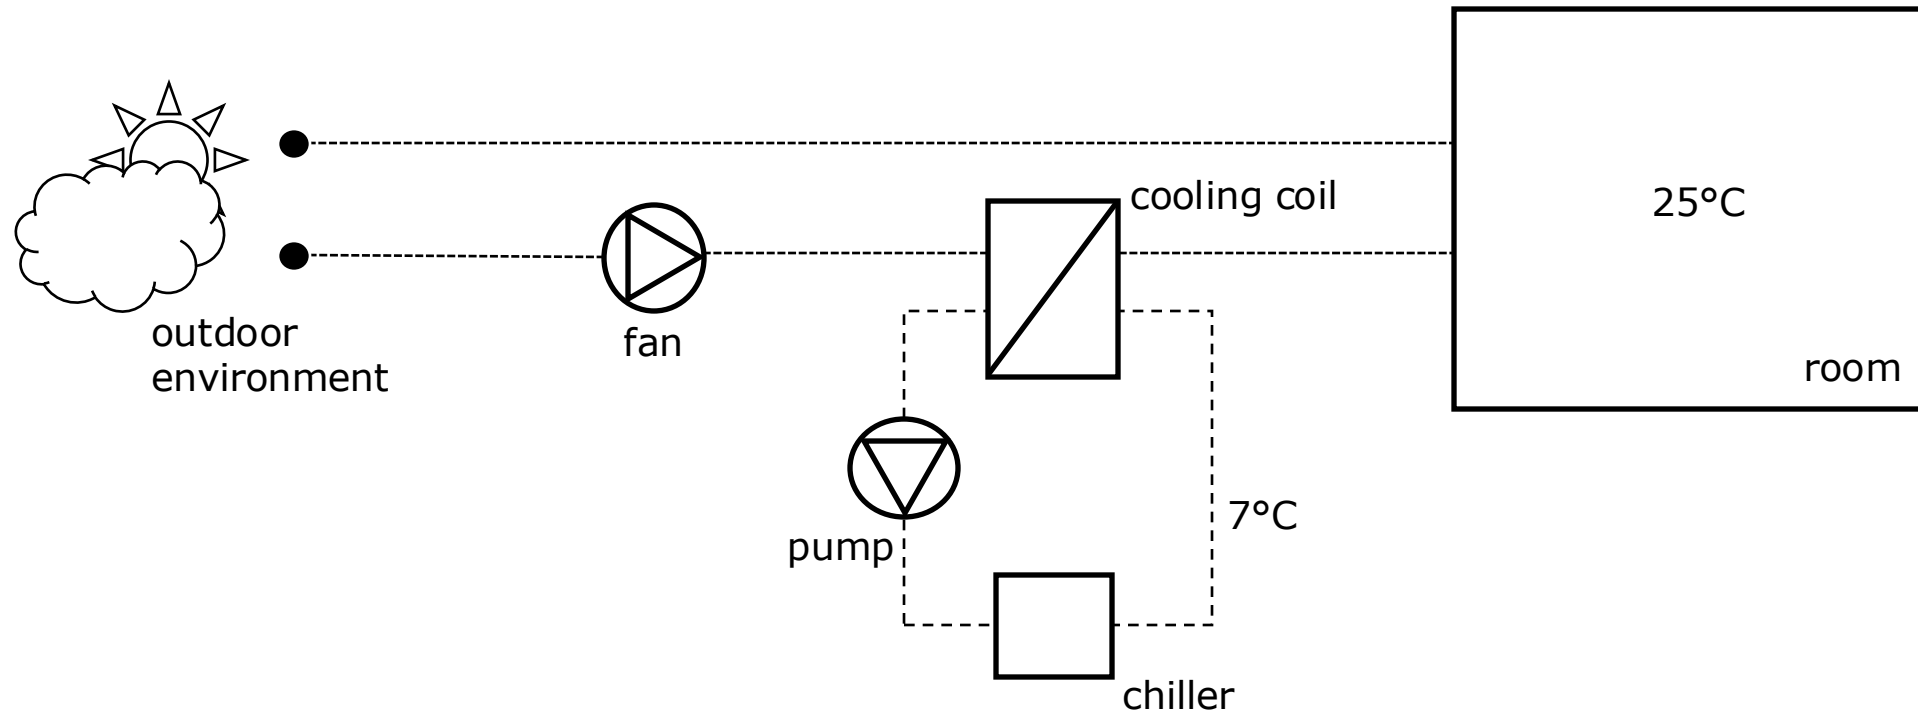 cooling coil
25°C
outdoor
environment
fan
room
7°C
pump
chiller